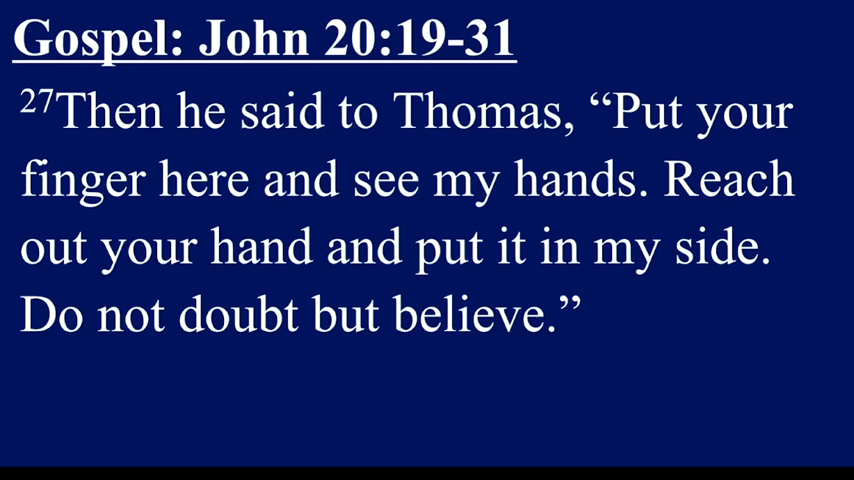 Gospel: John 20:19-31
27Then he said to Thomas, “Put your
finger here and see my hands. Reach
out your hand and put it in my side.
Do not doubt but believe.”